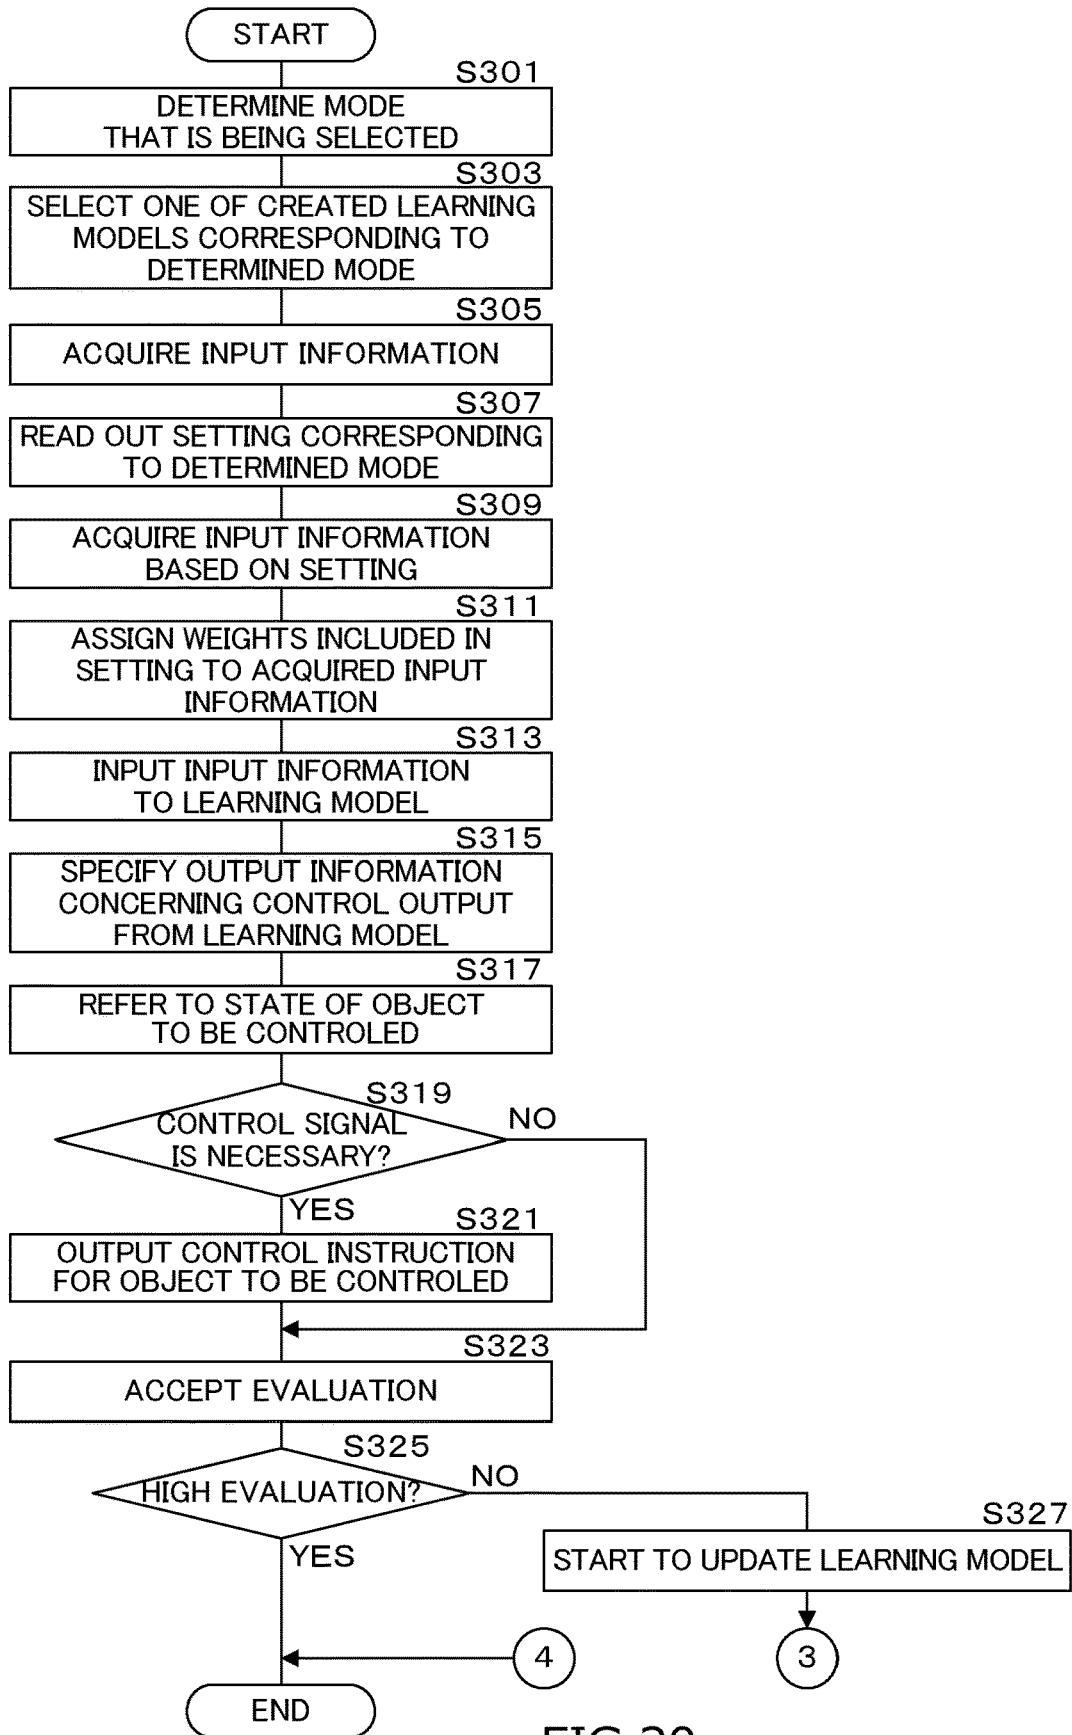 START
S301
DETERMINE MODE
THAT IS BEING SELECTED
S303
SELECT ONE OF CREATED LEARNING
MODELS CORRESPONDING TO
DETERMINED MODE
S305
ACQUIRE INPUT INFORMATION
S307
READ OUT SETTING CORRESPONDING
TO DETERMINED MODE
S309
ACQUIRE INPUT INFORMATION
BASED ON SETTING
S311
ASSIGN WEIGHTS INCLUDED IN
SETTING TO ACQUIRED INPUT
INFORMATION
S313
INPUT INPUT INFORMATION
TO LEARNING MODEL
S315
SPECIFY OUTPUT INFORMATION
CONCERNING CONTROL OUTPUT
FROM LEARNING MODEL
S317
REFER TO STATE OF OBJECT
TO BE CONTROLED
S319
CONTROL SIGNAL
IS NECESSARY?
NO
YES
S321
OUTPUT CONTROL INSTRUCTION
FOR OBJECT TO BE CONTROLED
S323
ACCEPT EVALUATION
S325
HIGH EVALUATION?
NO
YES
S327
START TO UPDATE LEARNING MODEL
4
3
END